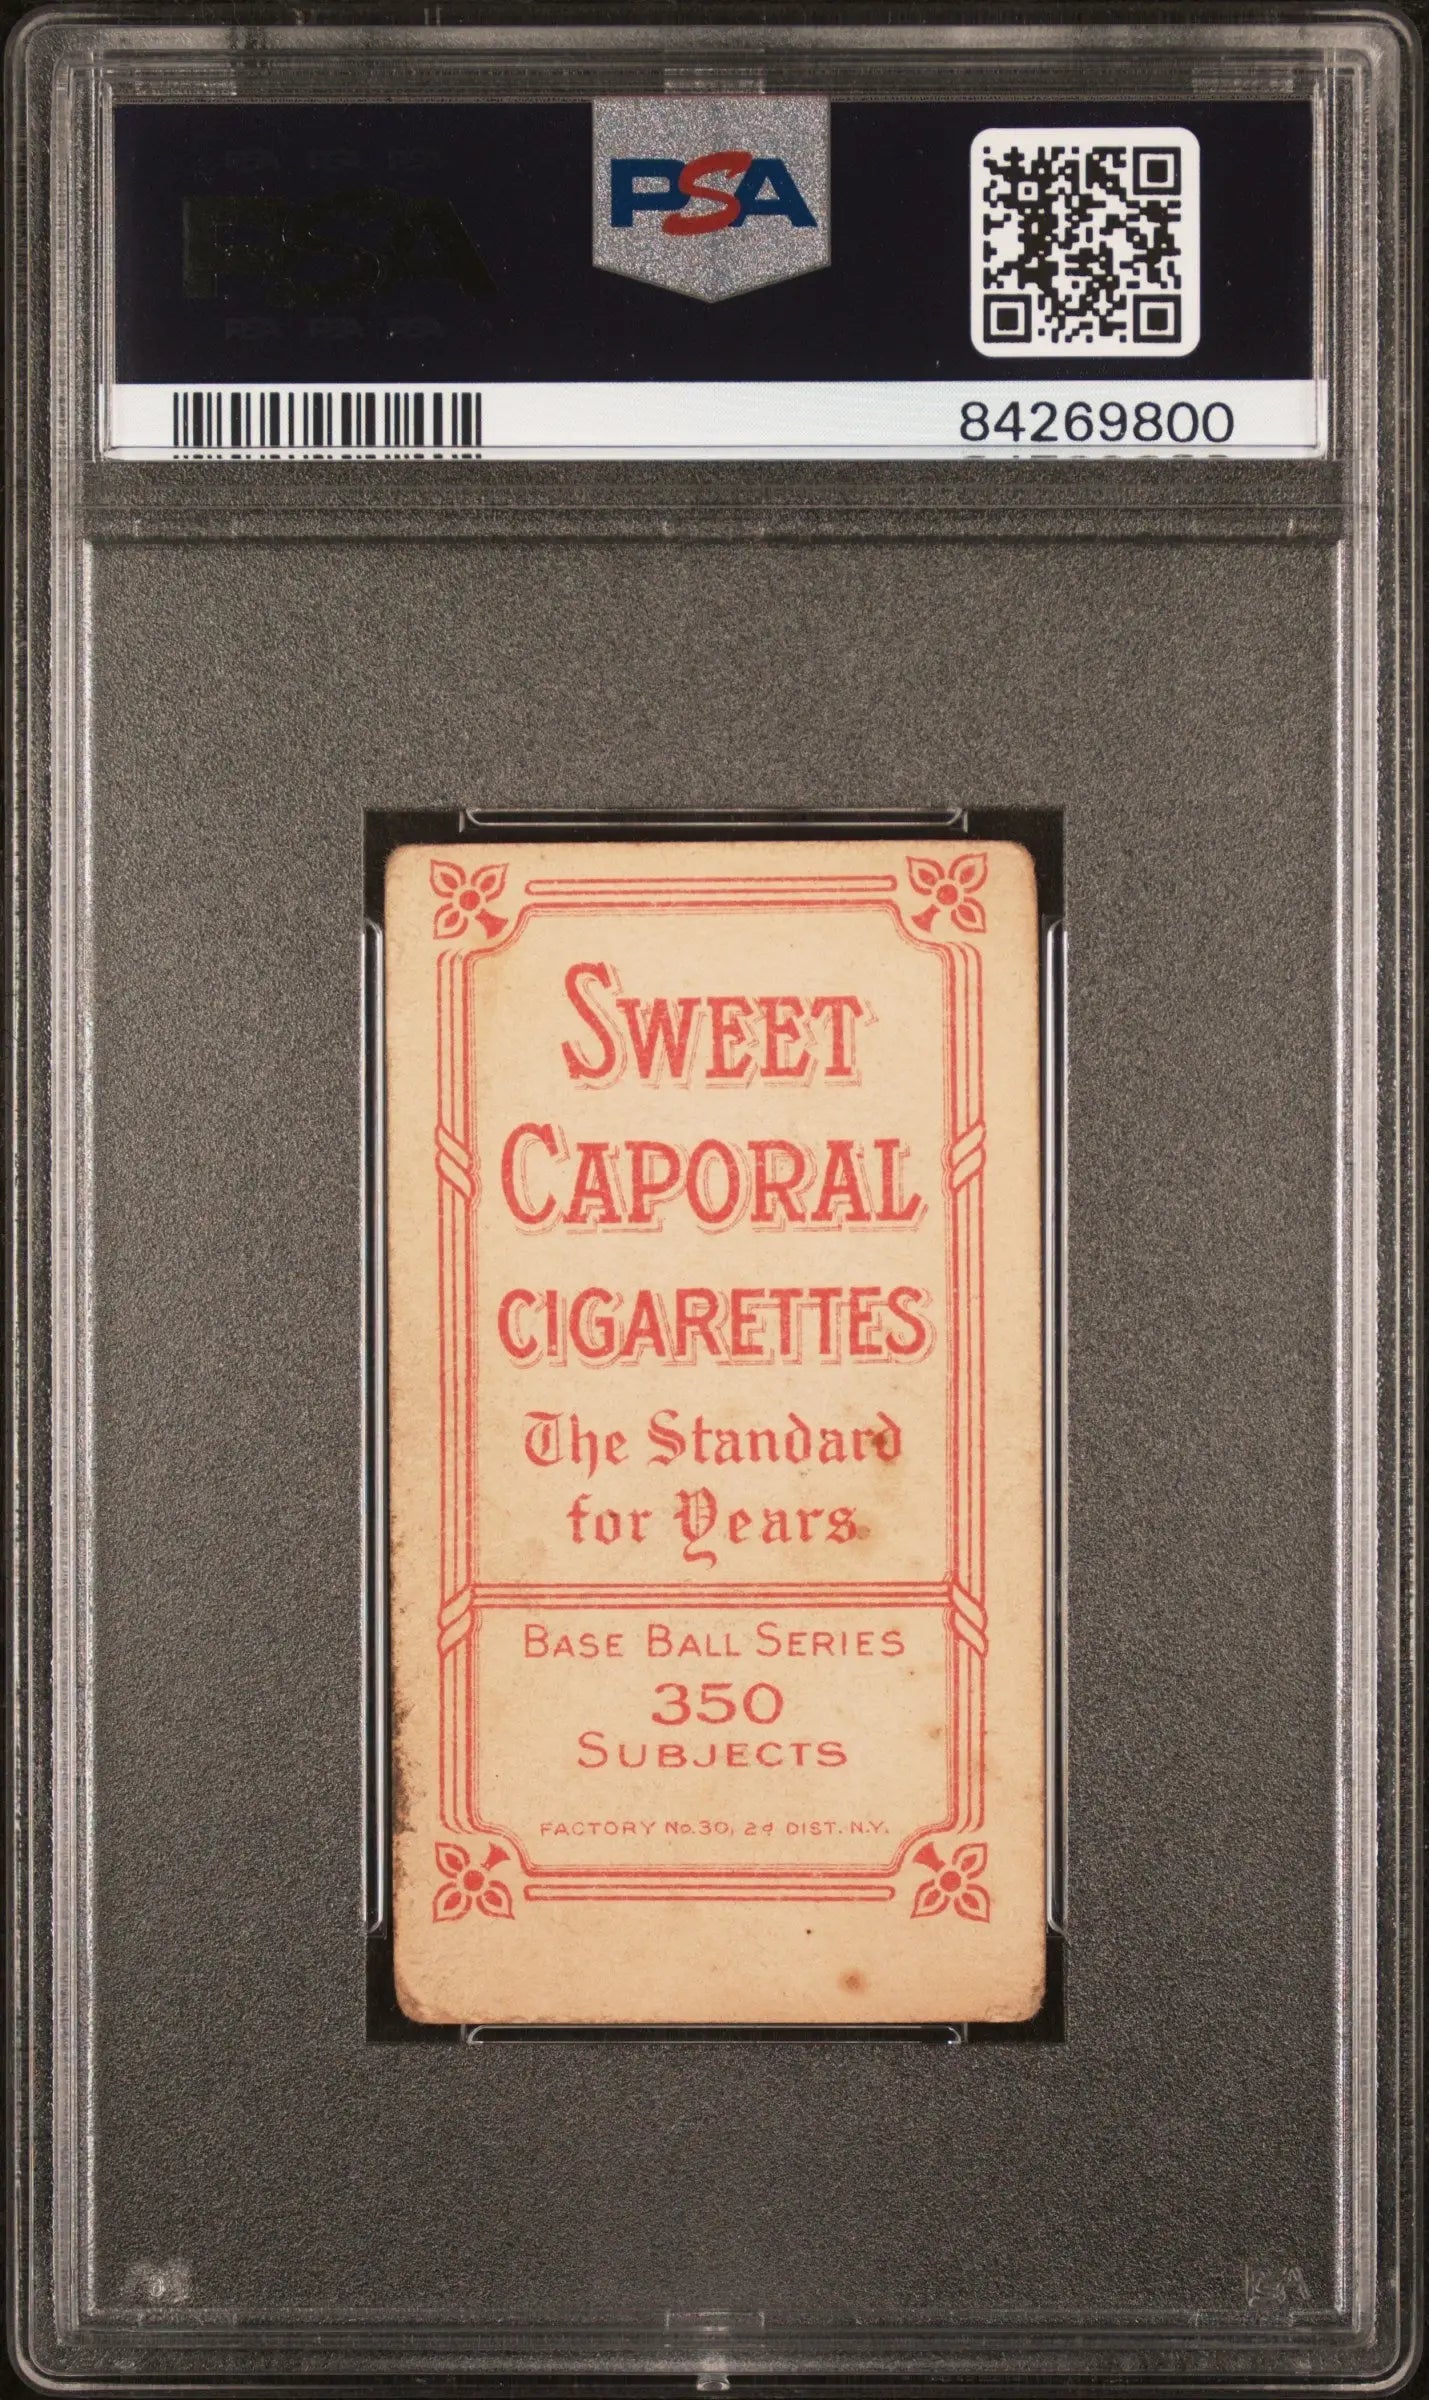 PSA
84269800
SWEET
CAPORAL
CIGARETTES
The Standard
for Years
BASE BALL SERIES
350
SUBJECTS
FACTORY No. 30, 2d DIST. N.Y.